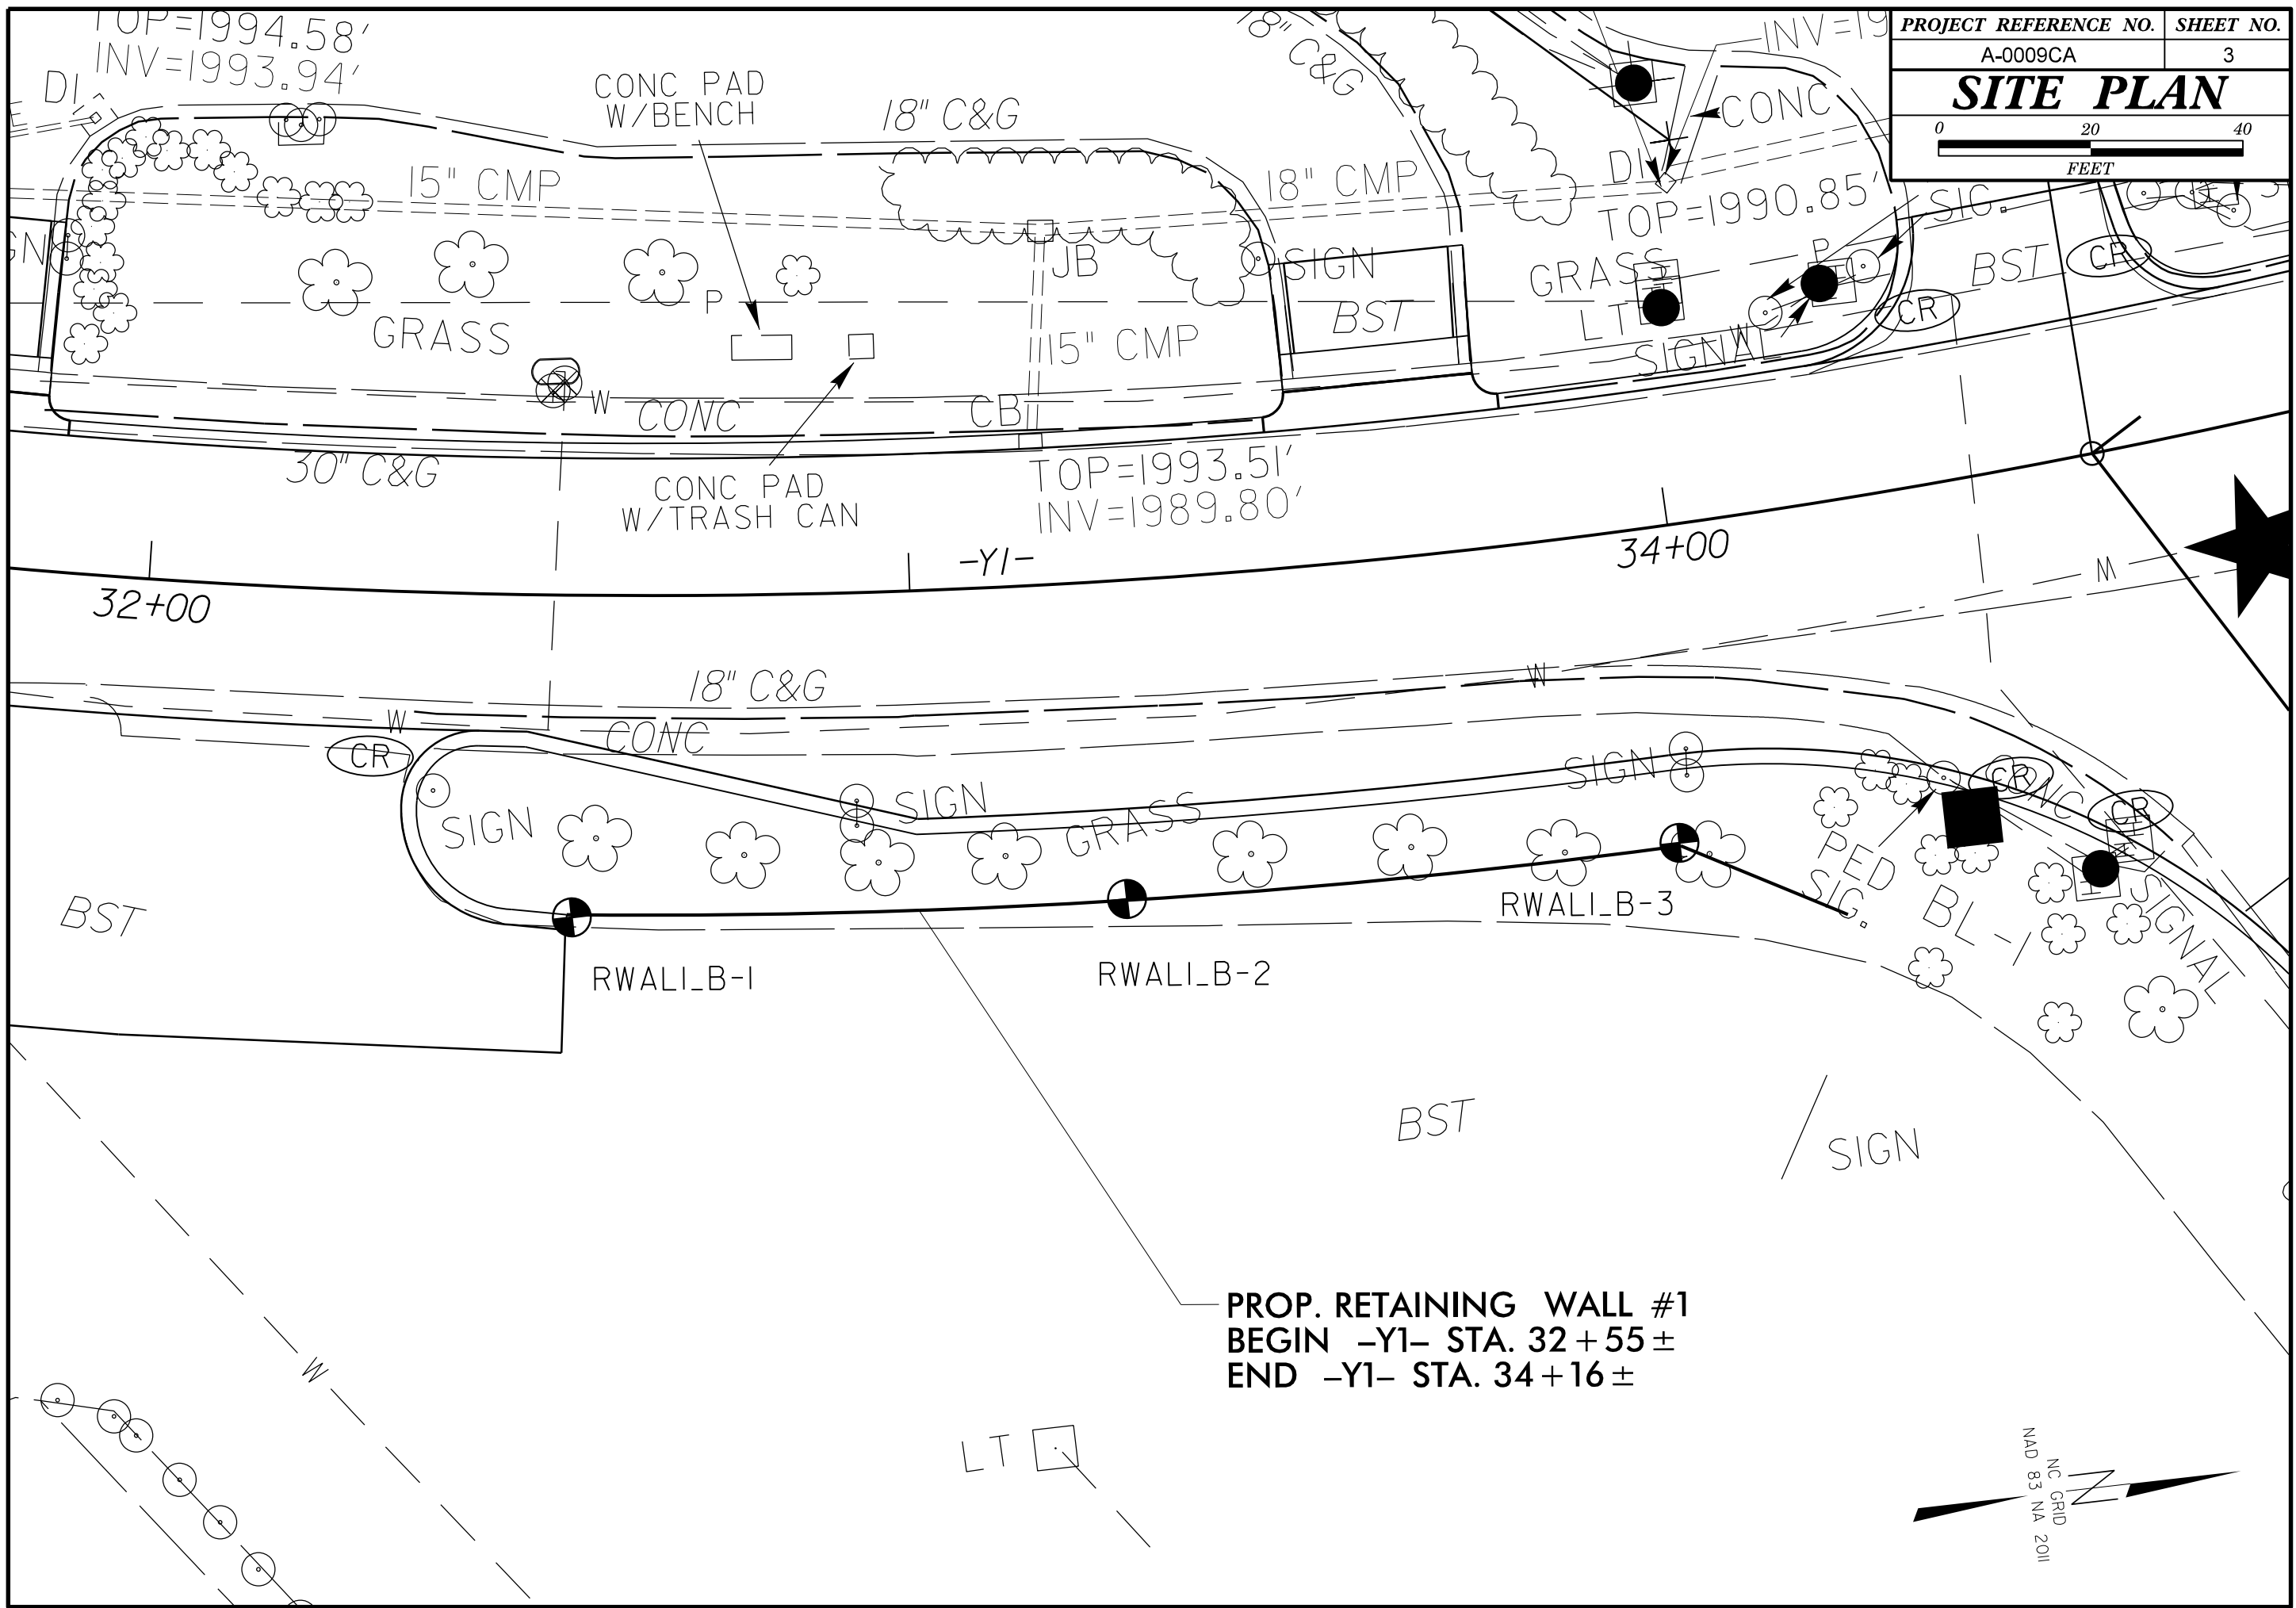 PROJECT REFERENCE NO. SHEET NO.
A-0009CA 3
SITE PLAN
0 20 40
FEET
TOP=1994.58'
INV=1993.94'
DI
CONC PAD
W/BENCH
18" C&G
18" C&G
CONC
DI
15" CMP
18" CMP
TOP=1990.85'
SIG.
P
JB
SIGN
GRASS
BST
CR
P
GRASS
BST
LT
CR
15" CMP
SIGNAL
W
W
CONC
CB
30" C&G
CONC PAD
W/TRASH CAN
TOP=1993.51'
INV=1989.80'
-Y1-
34+00
32+00
W
18" C&G
W
W
CONC
CR
SIGN
SIGN
SIGN
GRASS
CR
CR
PED
SIG.
BL-1
SIGNAL
BST
RWAL1_B-1
RWAL1_B-2
RWAL1_B-3
BST
SIGN
PROP. RETAINING WALL #1
BEGIN -Y1- STA. 32+55 ±
END -Y1- STA. 34+16 ±
W
LT
NC GRID
NAD 83 NA 2011